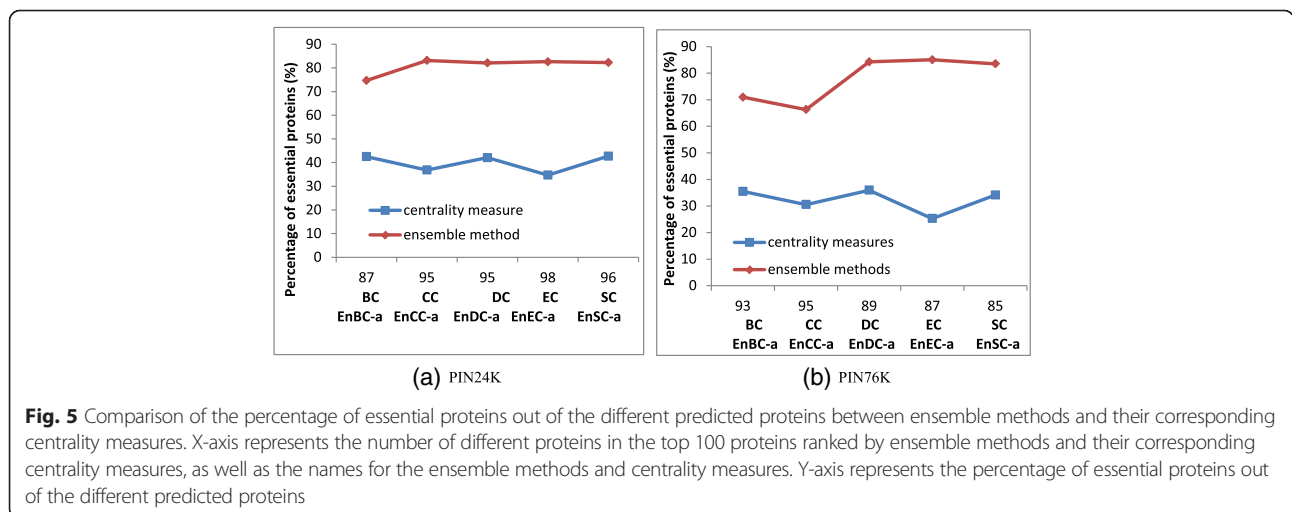 Percentage of essential proteins (%)
90
80
70
60
50
40
30
20
10
0
centrality measure
ensemble method
87 95 95 98 96
BC CC DC EC SC
EnBC-a EnCC-a EnDC-a EnEC-a EnSC-a
(a) PIN24K
Percentage of essential proteins (%)
90
80
70
60
50
40
30
20
10
0
centrality measures
ensemble methods
93 95 89 87 85
BC CC DC EC SC
EnBC-a EnCC-a EnDC-a EnEC-a EnSC-a
(b) PIN76K
Fig. 5 Comparison of the percentage of essential proteins out of the different predicted proteins between ensemble methods and their corresponding
centrality measures. X-axis represents the number of different proteins in the top 100 proteins ranked by ensemble methods and their corresponding
centrality measures, as well as the names for the ensemble methods and centrality measures. Y-axis represents the percentage of essential proteins out
of the different predicted proteins